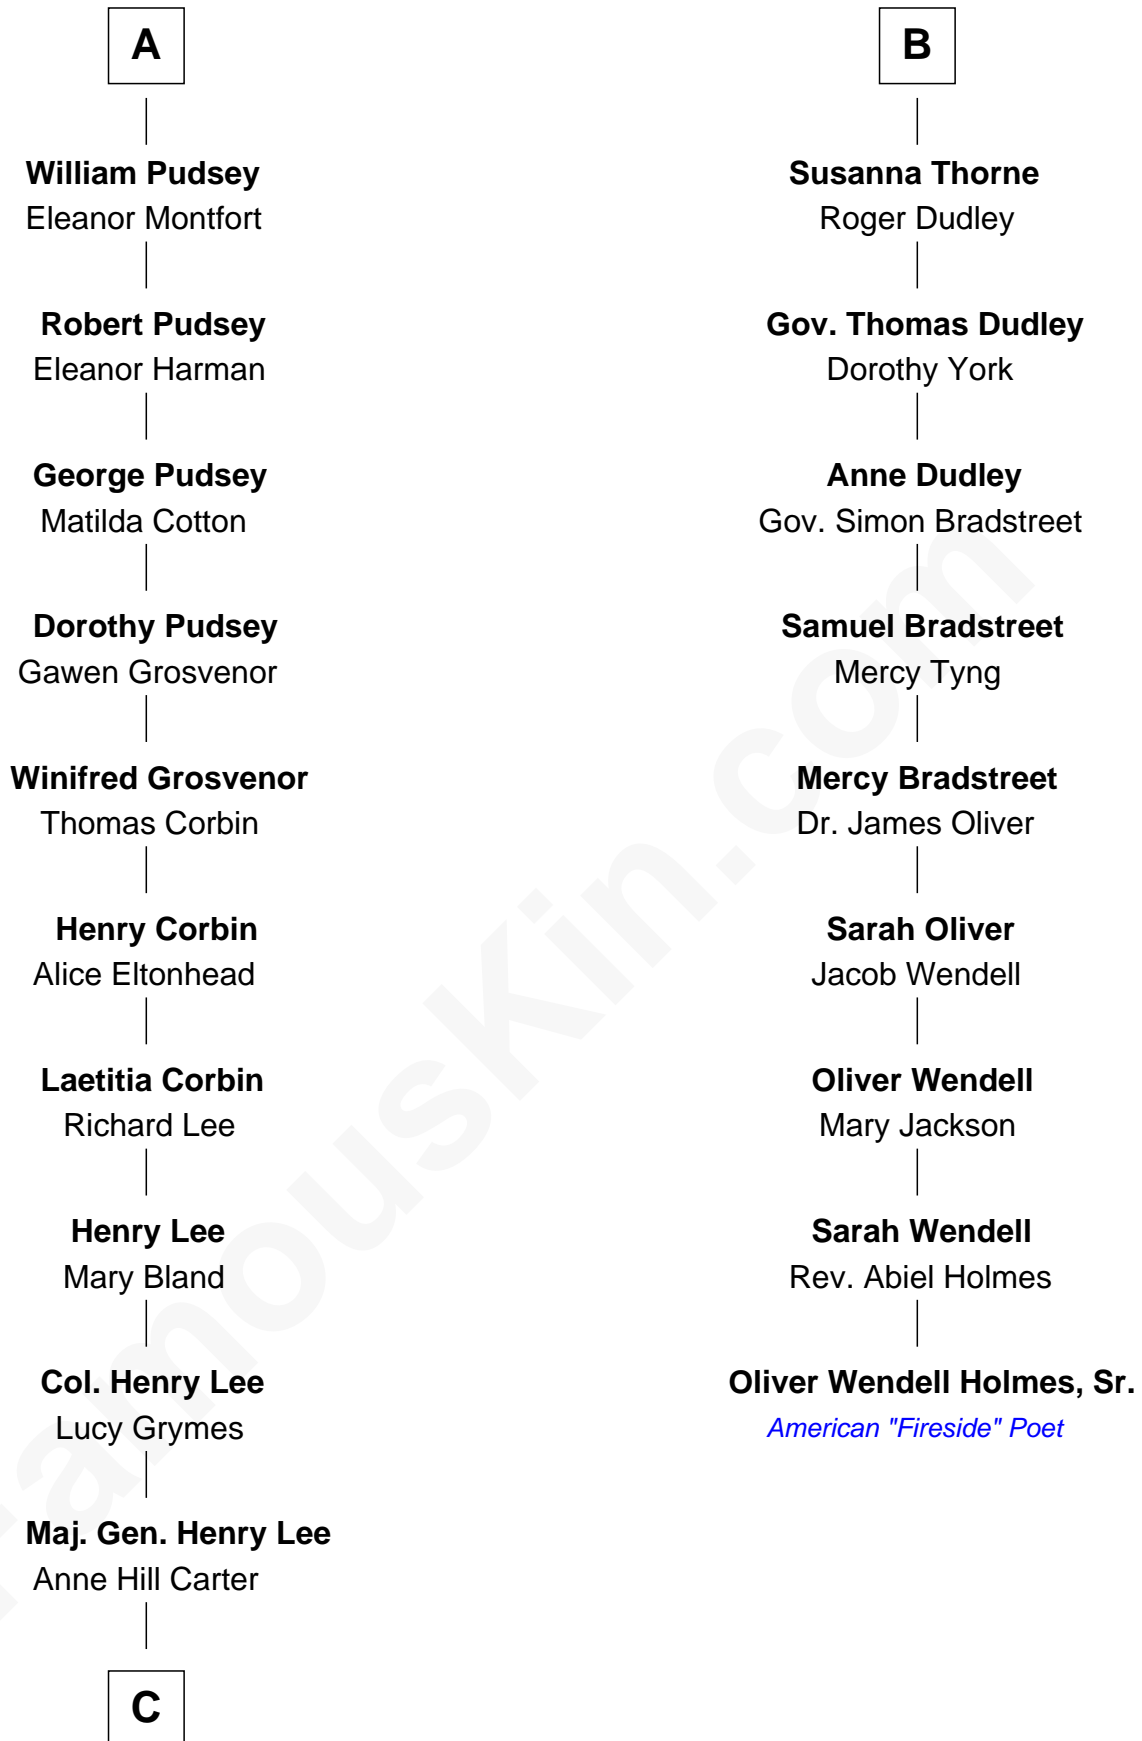 A
William Pudsey
Eleanor Montfort
Robert Pudsey
Eleanor Harman
George Pudsey
Matilda Cotton
Dorothy Pudsey
Gawen Grosvenor
Winifred Grosvenor
Thomas Corbin
Henry Corbin
Alice Eltonhead
Laetitia Corbin
Richard Lee
Henry Lee
Mary Bland
Col. Henry Lee
Lucy Grymes
Maj. Gen. Henry Lee
Anne Hill Carter
C
B
Susanna Thorne
Roger Dudley
Gov. Thomas Dudley
Dorothy York
Anne Dudley
Gov. Simon Bradstreet
Samuel Bradstreet
Mercy Tyng
Mercy Bradstreet
Dr. James Oliver
Sarah Oliver
Jacob Wendell
Oliver Wendell
Mary Jackson
Sarah Wendell
Rev. Abiel Holmes
Oliver Wendell Holmes, Sr.
American "Fireside" Poet
FamousKin.com